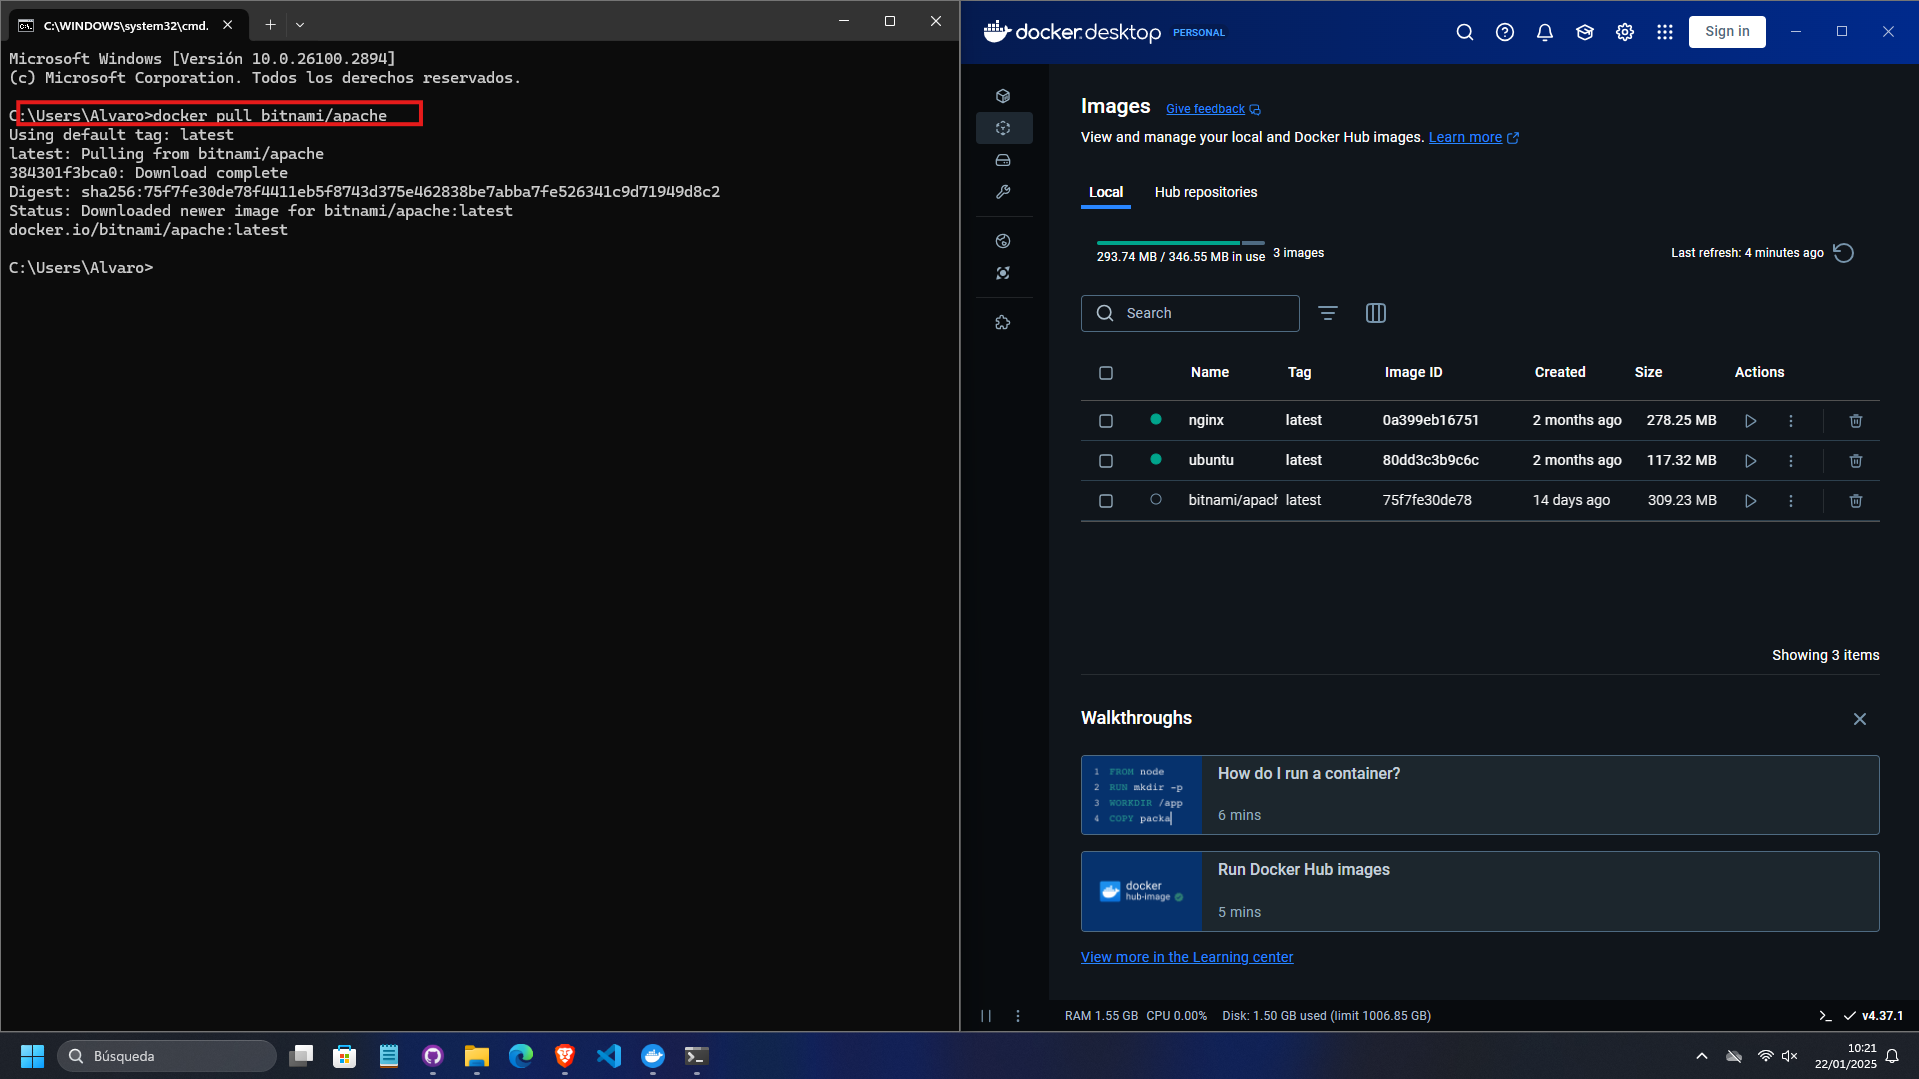 C:\WINDOWS\system32\cmd.
Microsoft Windows [Versión 10.0.26100.2894]
(c) Microsoft Corporation. Todos los derechos reservados.
C:\Users\Alvaro>docker pull bitnami/apache
Using default tag: latest
latest: Pulling from bitnami/apache
384301f3bca0: Download complete
Digest: sha256:75f7fe30de78f4411eb5f8743d375e462838be7abba7fe526341c9d71949d8c2
Status: Downloaded newer image for bitnami/apache:latest
docker.io/bitnami/apache:latest
C:\Users\Alvaro>
docker.desktop PERSONAL
Sign in
Images Give feedback
View and manage your local and Docker Hub images. Learn more
Local Hub repositories
293.74 MB / 346.55 MB in use 3 images
Last refresh: 4 minutes ago
Search
Name Tag Image ID Created Size Actions
nginx latest 0a399eb16751 2 months ago 278.25 MB
ubuntu latest 80dd3c3b9c6c 2 months ago 117.32 MB
bitnami/apach latest 75f7fe30de78 14 days ago 309.23 MB
Showing 3 items
Walkthroughs
1 FROM node
2 RUN mkdir -p
3 WORKDIR /app
4 COPY packa
How do I run a container?
6 mins
docker
hub-image
Run Docker Hub images
5 mins
View more in the Learning center
RAM 1.55 GB CPU 0.00% Disk: 1.50 GB used (limit 1006.85 GB)
v4.37.1
Búsqueda
10:21
22/01/2025